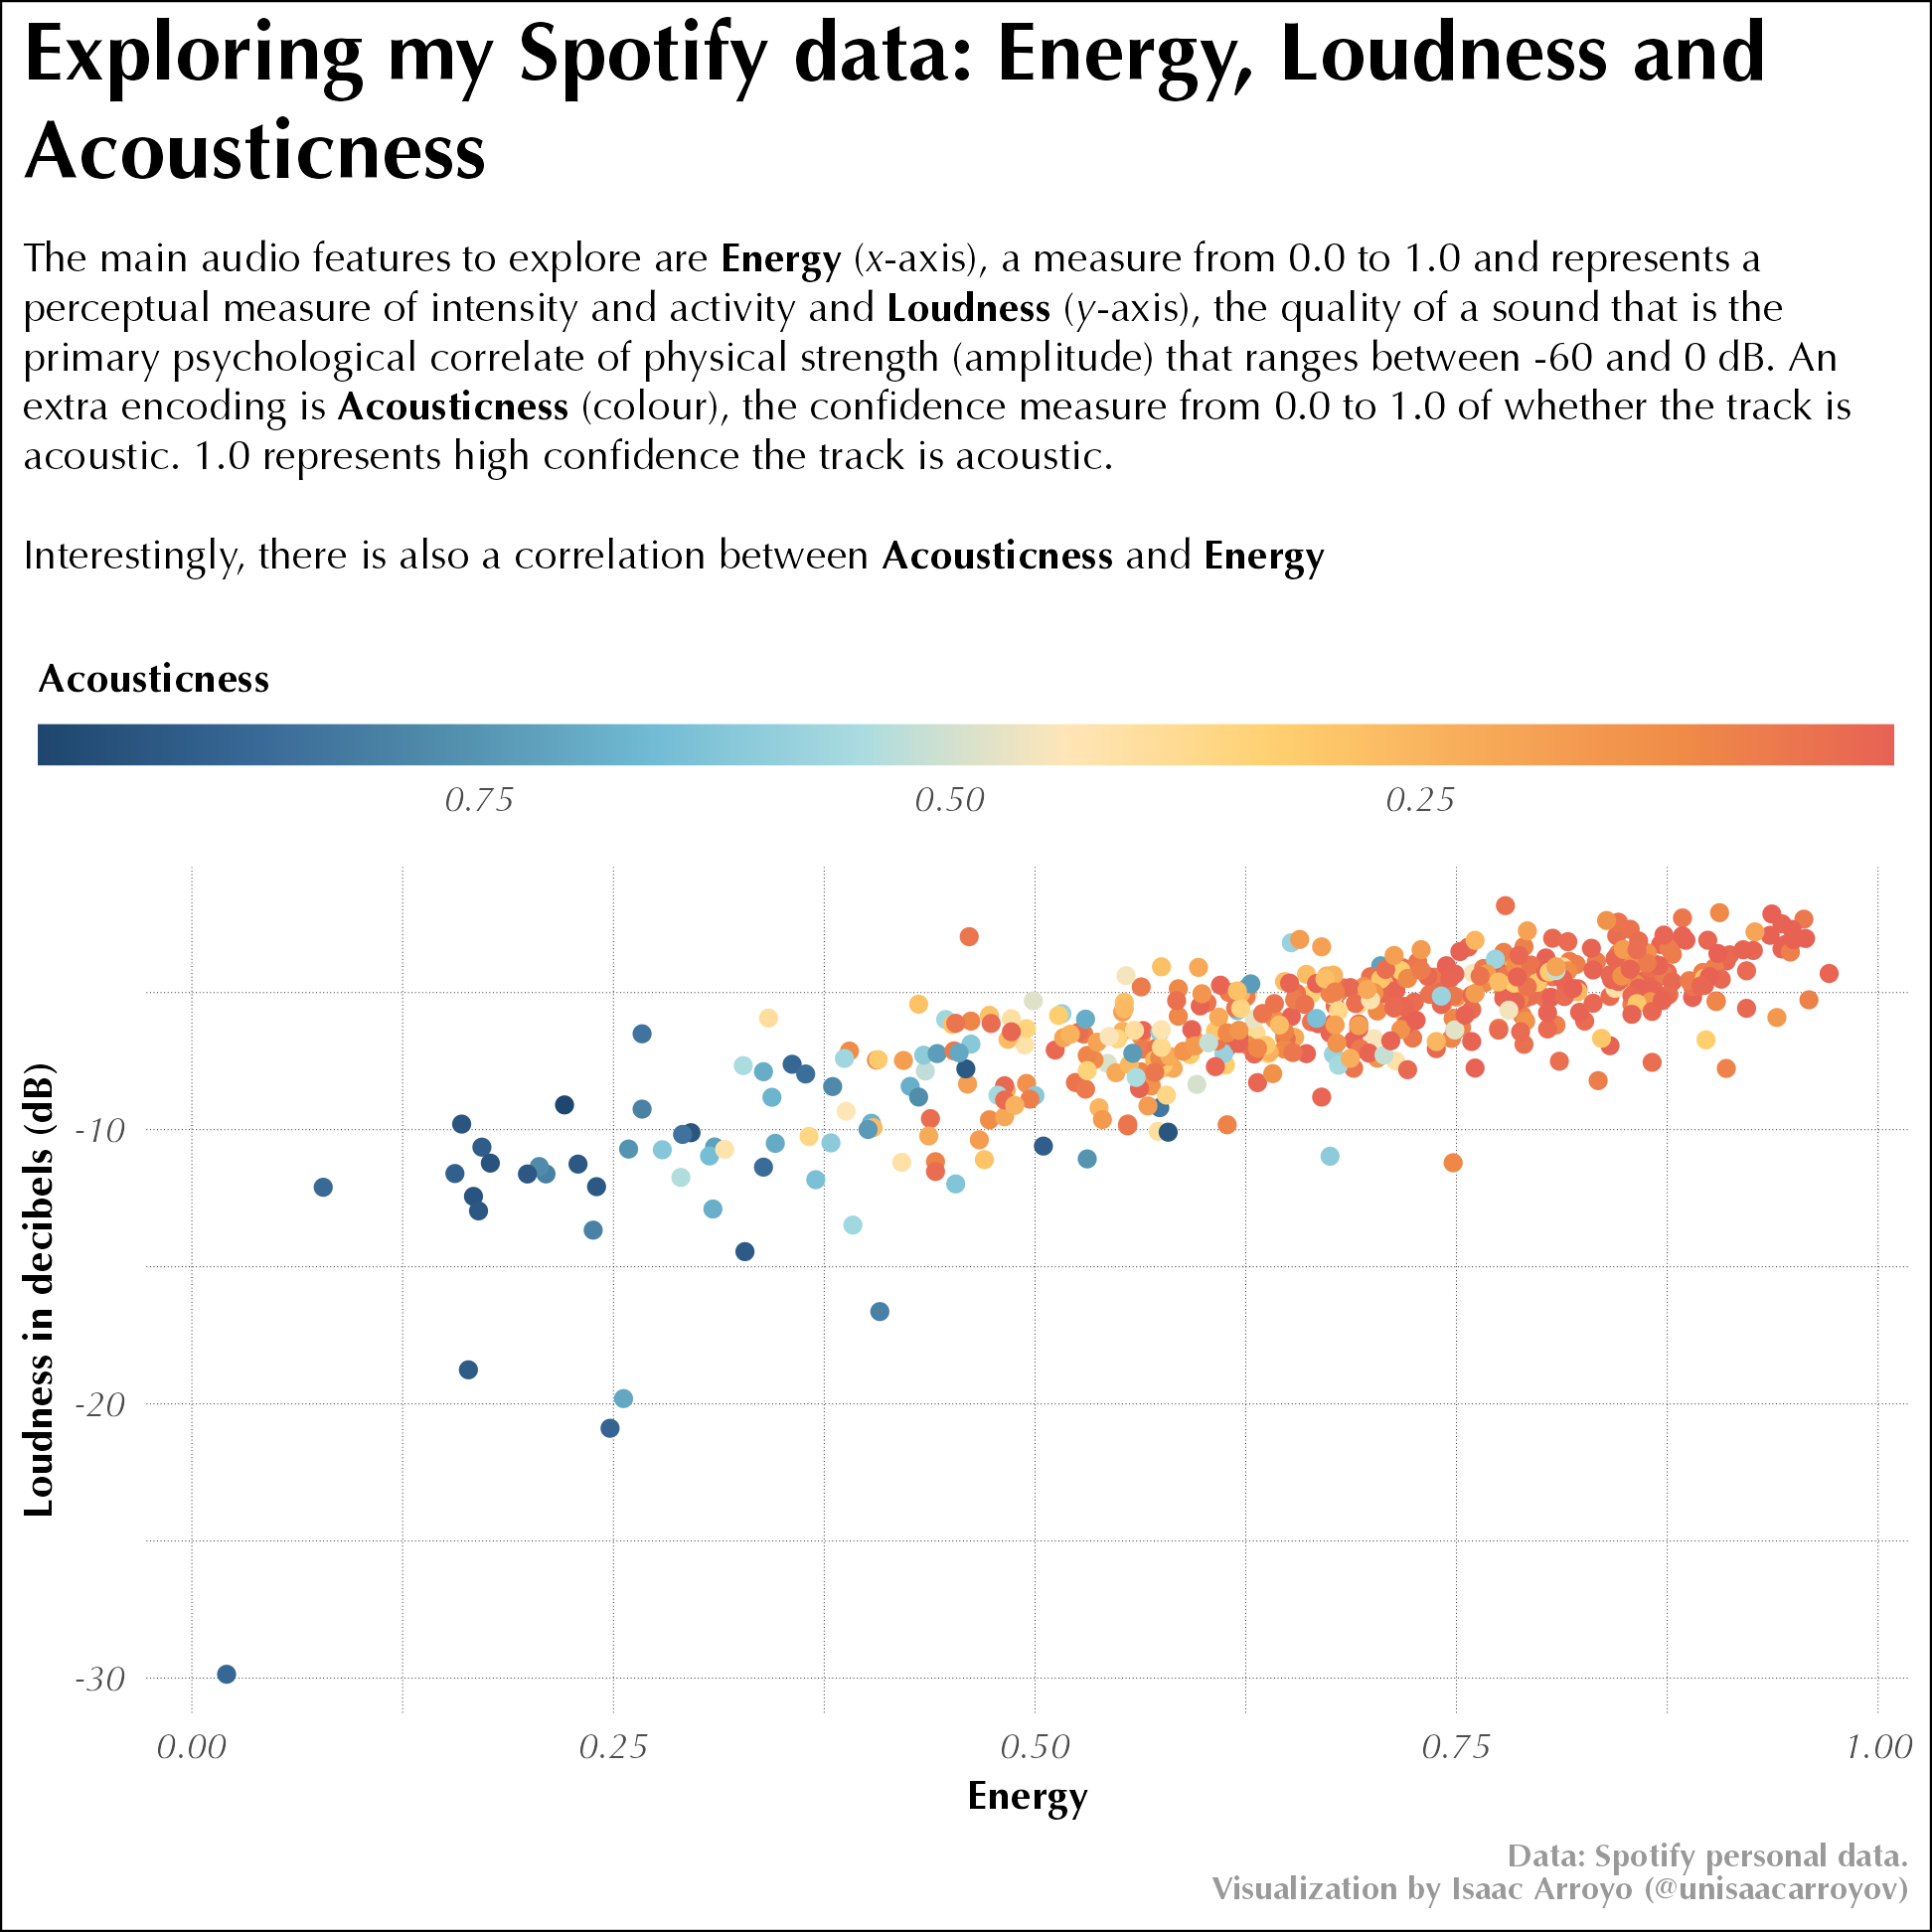 Exploring my Spotify data: Energy, Loudness and
Acousticness
The main audio features to explore are Energy (x-axis), a measure from 0.0 to 1.0 and represents a
perceptual measure of intensity and activity and Loudness (y-axis), the quality of a sound that is the
primary psychological correlate of physical strength (amplitude) that ranges between -60 and 0 dB. An
extra encoding is Acousticness (colour), the confidence measure from 0.0 to 1.0 of whether the track is
acoustic. 1.0 represents high confidence the track is acoustic.
Interestingly, there is also a correlation between Acousticness and Energy
Acousticness
0.75 0.50 0.25
Loudness in decibels (dB)
-10
-20
-30
0.00 0.25 0.50 0.75 1.00
Energy
Data: Spotify personal data.
Visualization by Isaac Arroyo (@unisaacarroyov)